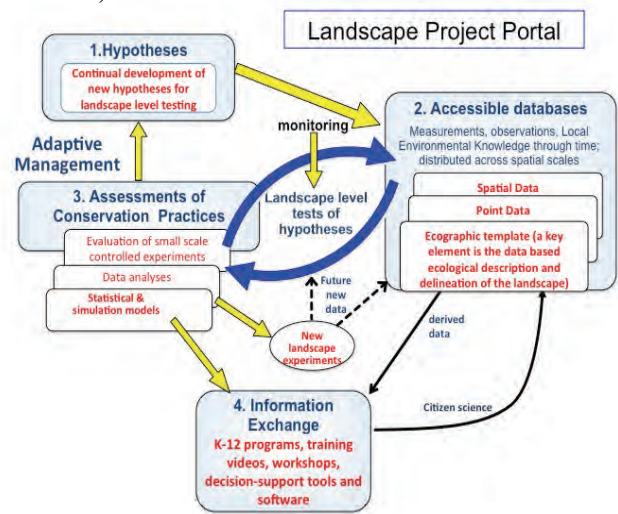 Landscape Project Portal
1.Hypotheses
Continual development of
new hypotheses for
landscape level testing
monitoring
2. Accessible databases
Measurements, observations, Local
Environmental Knowledge through time;
distributed across spatial scales
Spatial Data
Point Data
Ecographic template (a key
element is the data based
ecological description and
delineation of the landscape)
Adaptive
Management
3. Assessments of
Conservation Practices
Evaluation of small scale
controlled experiments
Data analyses
Statistical &
simulation models
Landscape level
tests of
hypotheses
Future
new
data
New
landscape
experiments
derived
data
Citizen science
4. Information
Exchange
K-12 programs, training
videos, workshops,
decision-support tools and
software